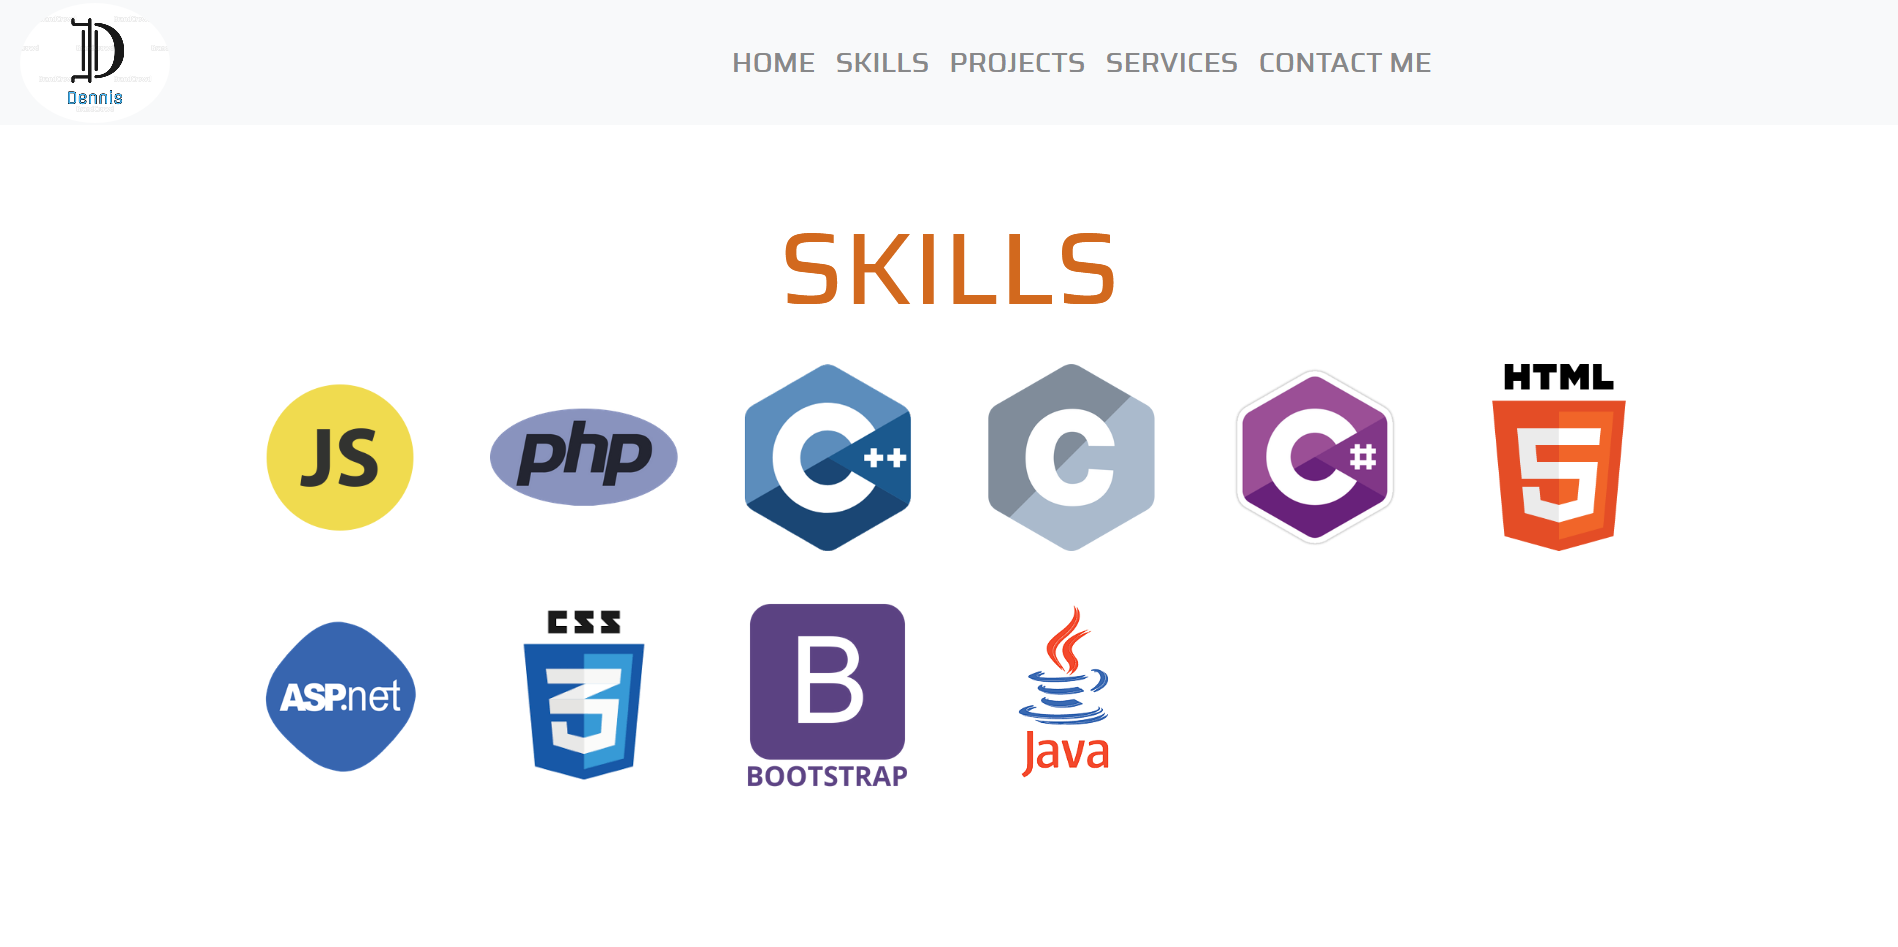 Dennis
HOME SKILLS PROJECTS SERVICES CONTACT ME
SKILLS
JS
php
C++
C
C#
HTML
5
ASP.net
CSS
3
B
BOOTSTRAP
Java